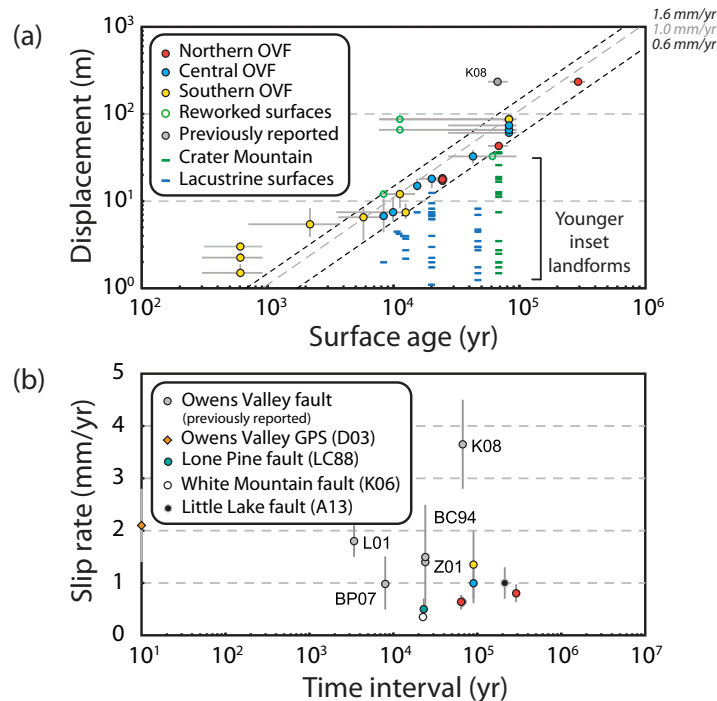 (a)
1.6 mm/yr
1.0 mm/yr
0.6 mm/yr
Displacement (m)
10³
10²
10¹
10⁰
Northern OVF
Central OVF
Southern OVF
Reworked surfaces
Previously reported
Crater Mountain
Lacustrine surfaces
K08
Younger
inset
landforms
10² 10³ 10⁴ 10⁵ 10⁶
Surface age (yr)
(b)
Slip rate (mm/yr)
5
4
3
2
1
0
Owens Valley fault
(previously reported)
Owens Valley GPS (D03)
Lone Pine fault (LC88)
White Mountain fault (K06)
Little Lake fault (A13)
K08
BC94
L01
Z01
BP07
10¹ 10² 10³ 10⁴ 10⁵ 10⁶ 10⁷
Time interval (yr)